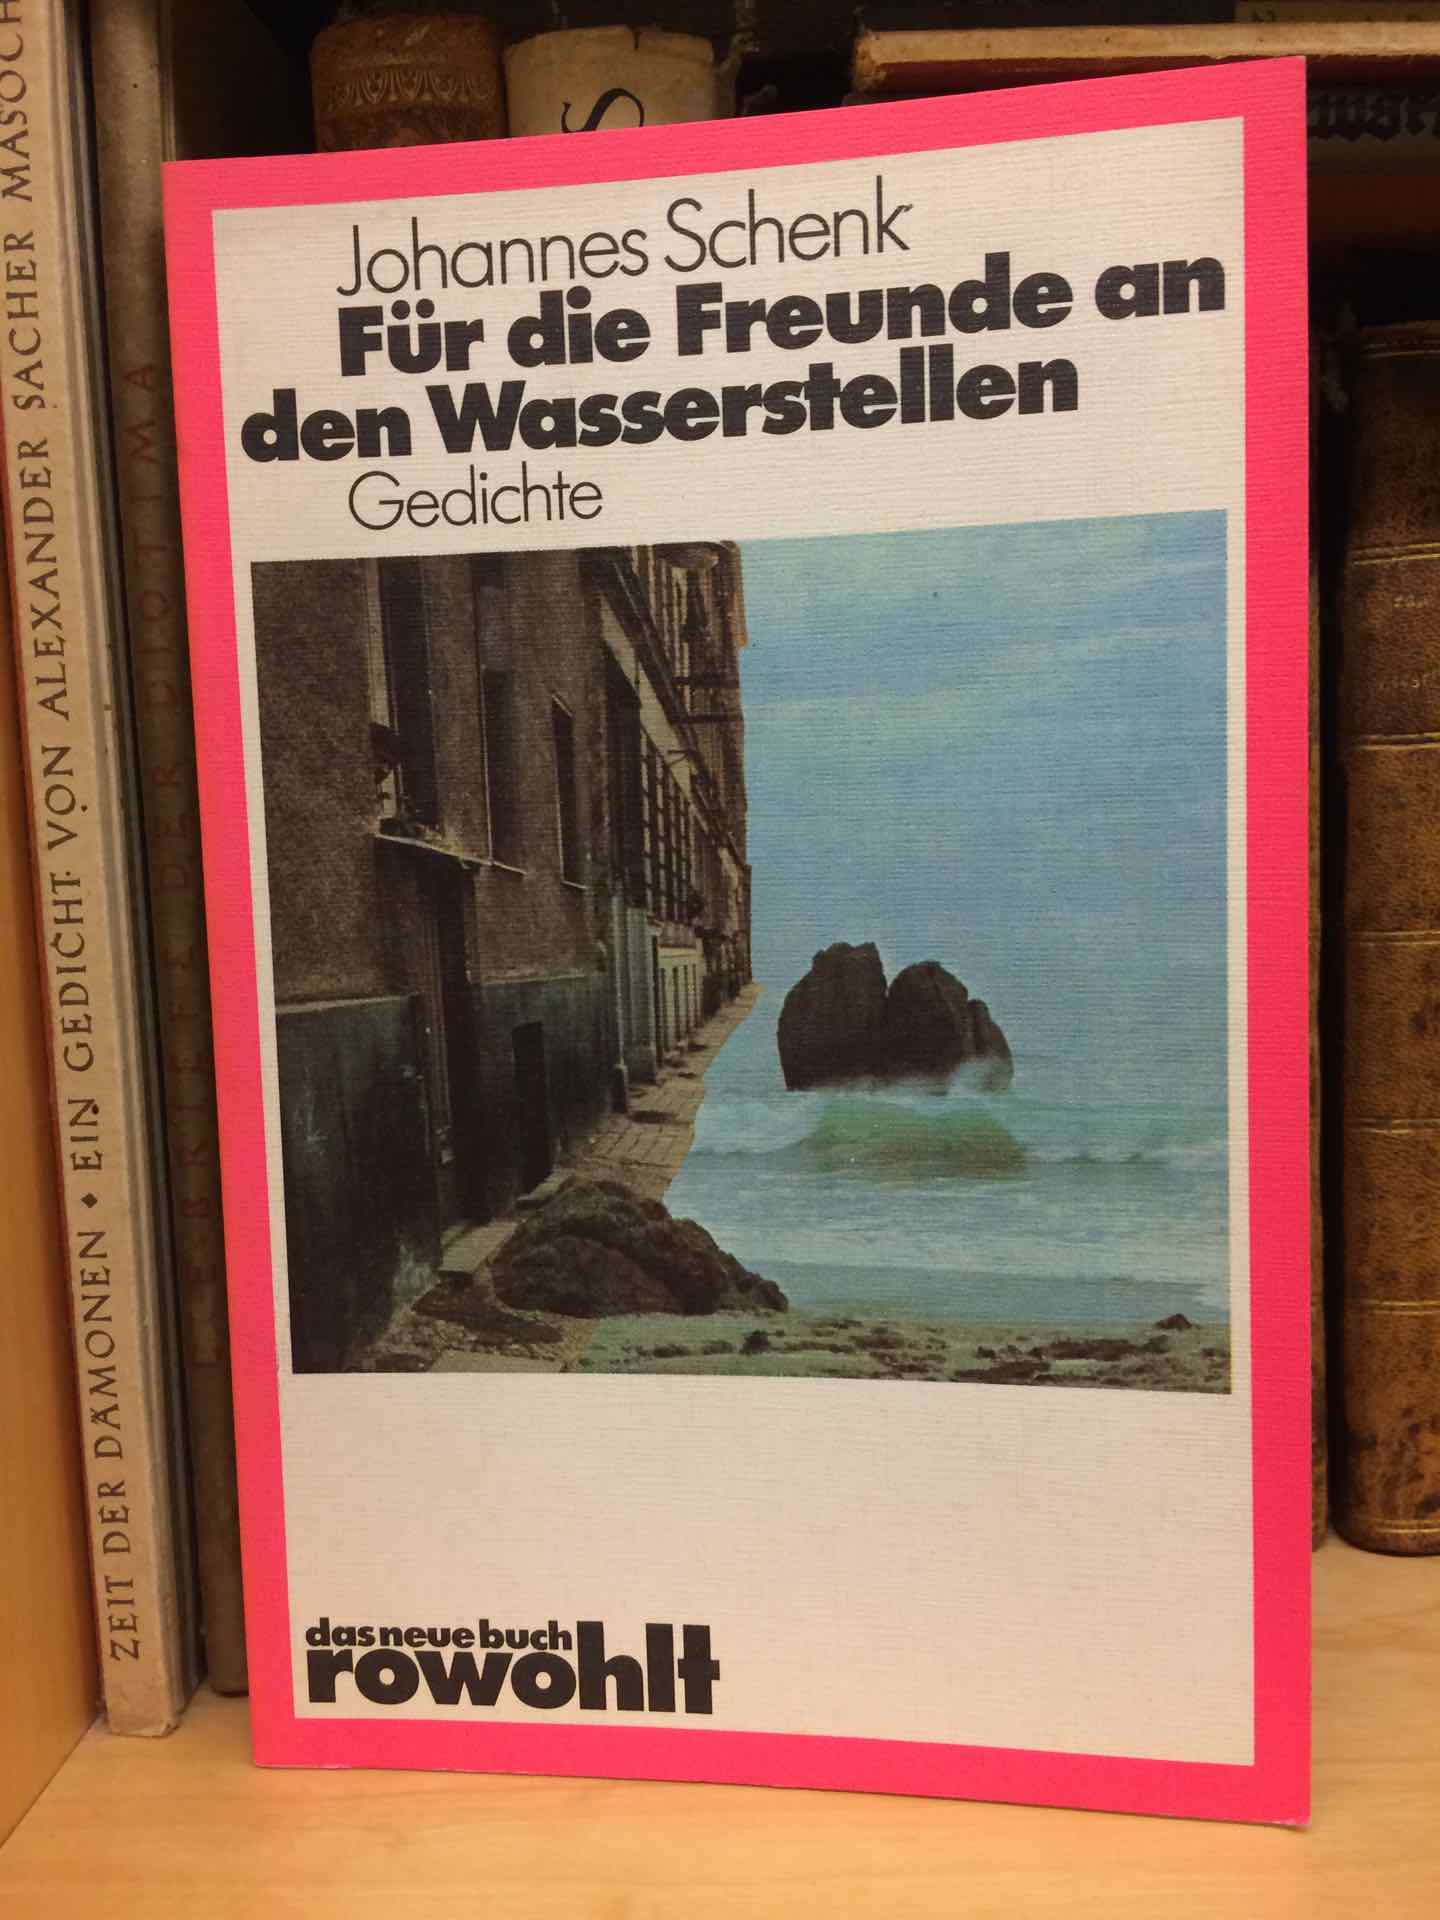 Johannes Schenk
Für die Freunde an
den Wasserstellen
Gedichte
das neue buch
rowohlt
ZEIT DER DÄMONEN • EIN GEDICHT VON ALEXANDER SACHER MASOCH
DIOTIMA